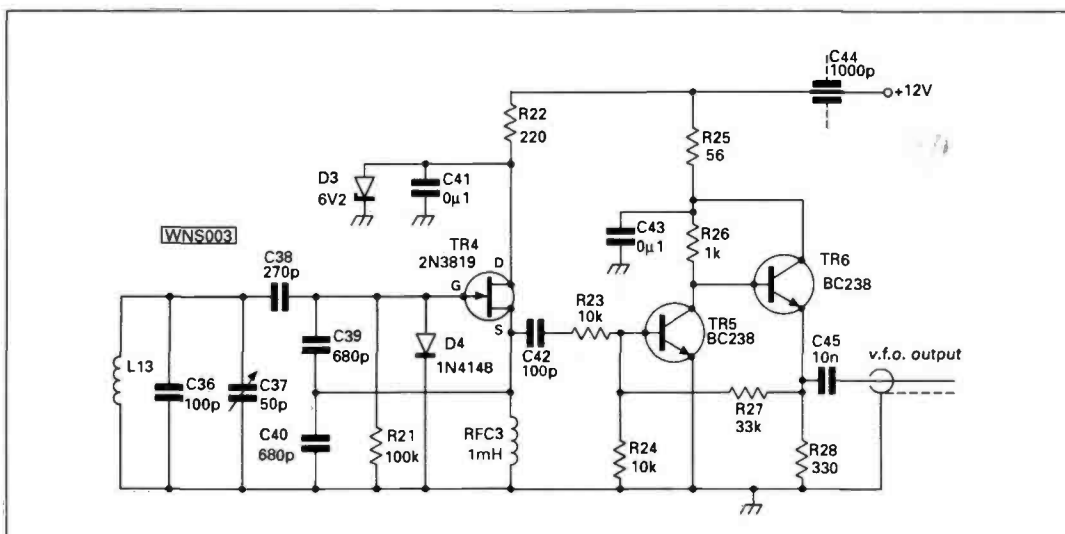 C44
1000p
+12V
R22
220
R25
56
D3
6V2
C41
0µ1
C43
0µ1
R26
1k
TR6
BC238
WNS003
TR4
2N3819
D
G
S
C38
270p
R23
10k
TR5
BC238
C39
680p
D4
1N4148
C42
100p
C45
10n
v.f.o. output
L13
C36
100p
C37
50p
C40
680p
R21
100k
RFC3
1mH
R24
10k
R27
33k
R28
330